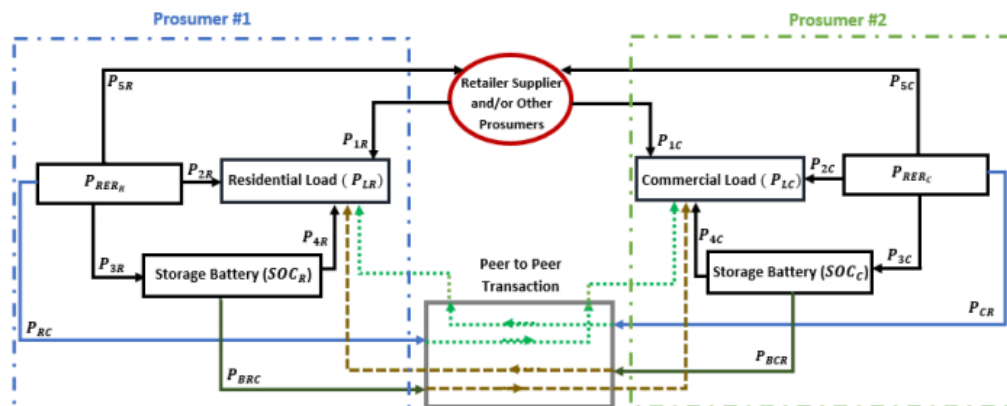 Prosumer #1
Prosumer #2
P5R
Retailer Supplier
and/or Other
Prosumers
P5C
P1R
P1C
PRER_R
P2R
Residential Load ( PLR)
Commercial Load ( PLC)
P2C
PRER_C
P4R
P4C
P3R
Storage Battery (SOCR)
Peer to Peer
Transaction
Storage Battery (SOCC)
P3C
PRC
PCR
PBRC
PBCR